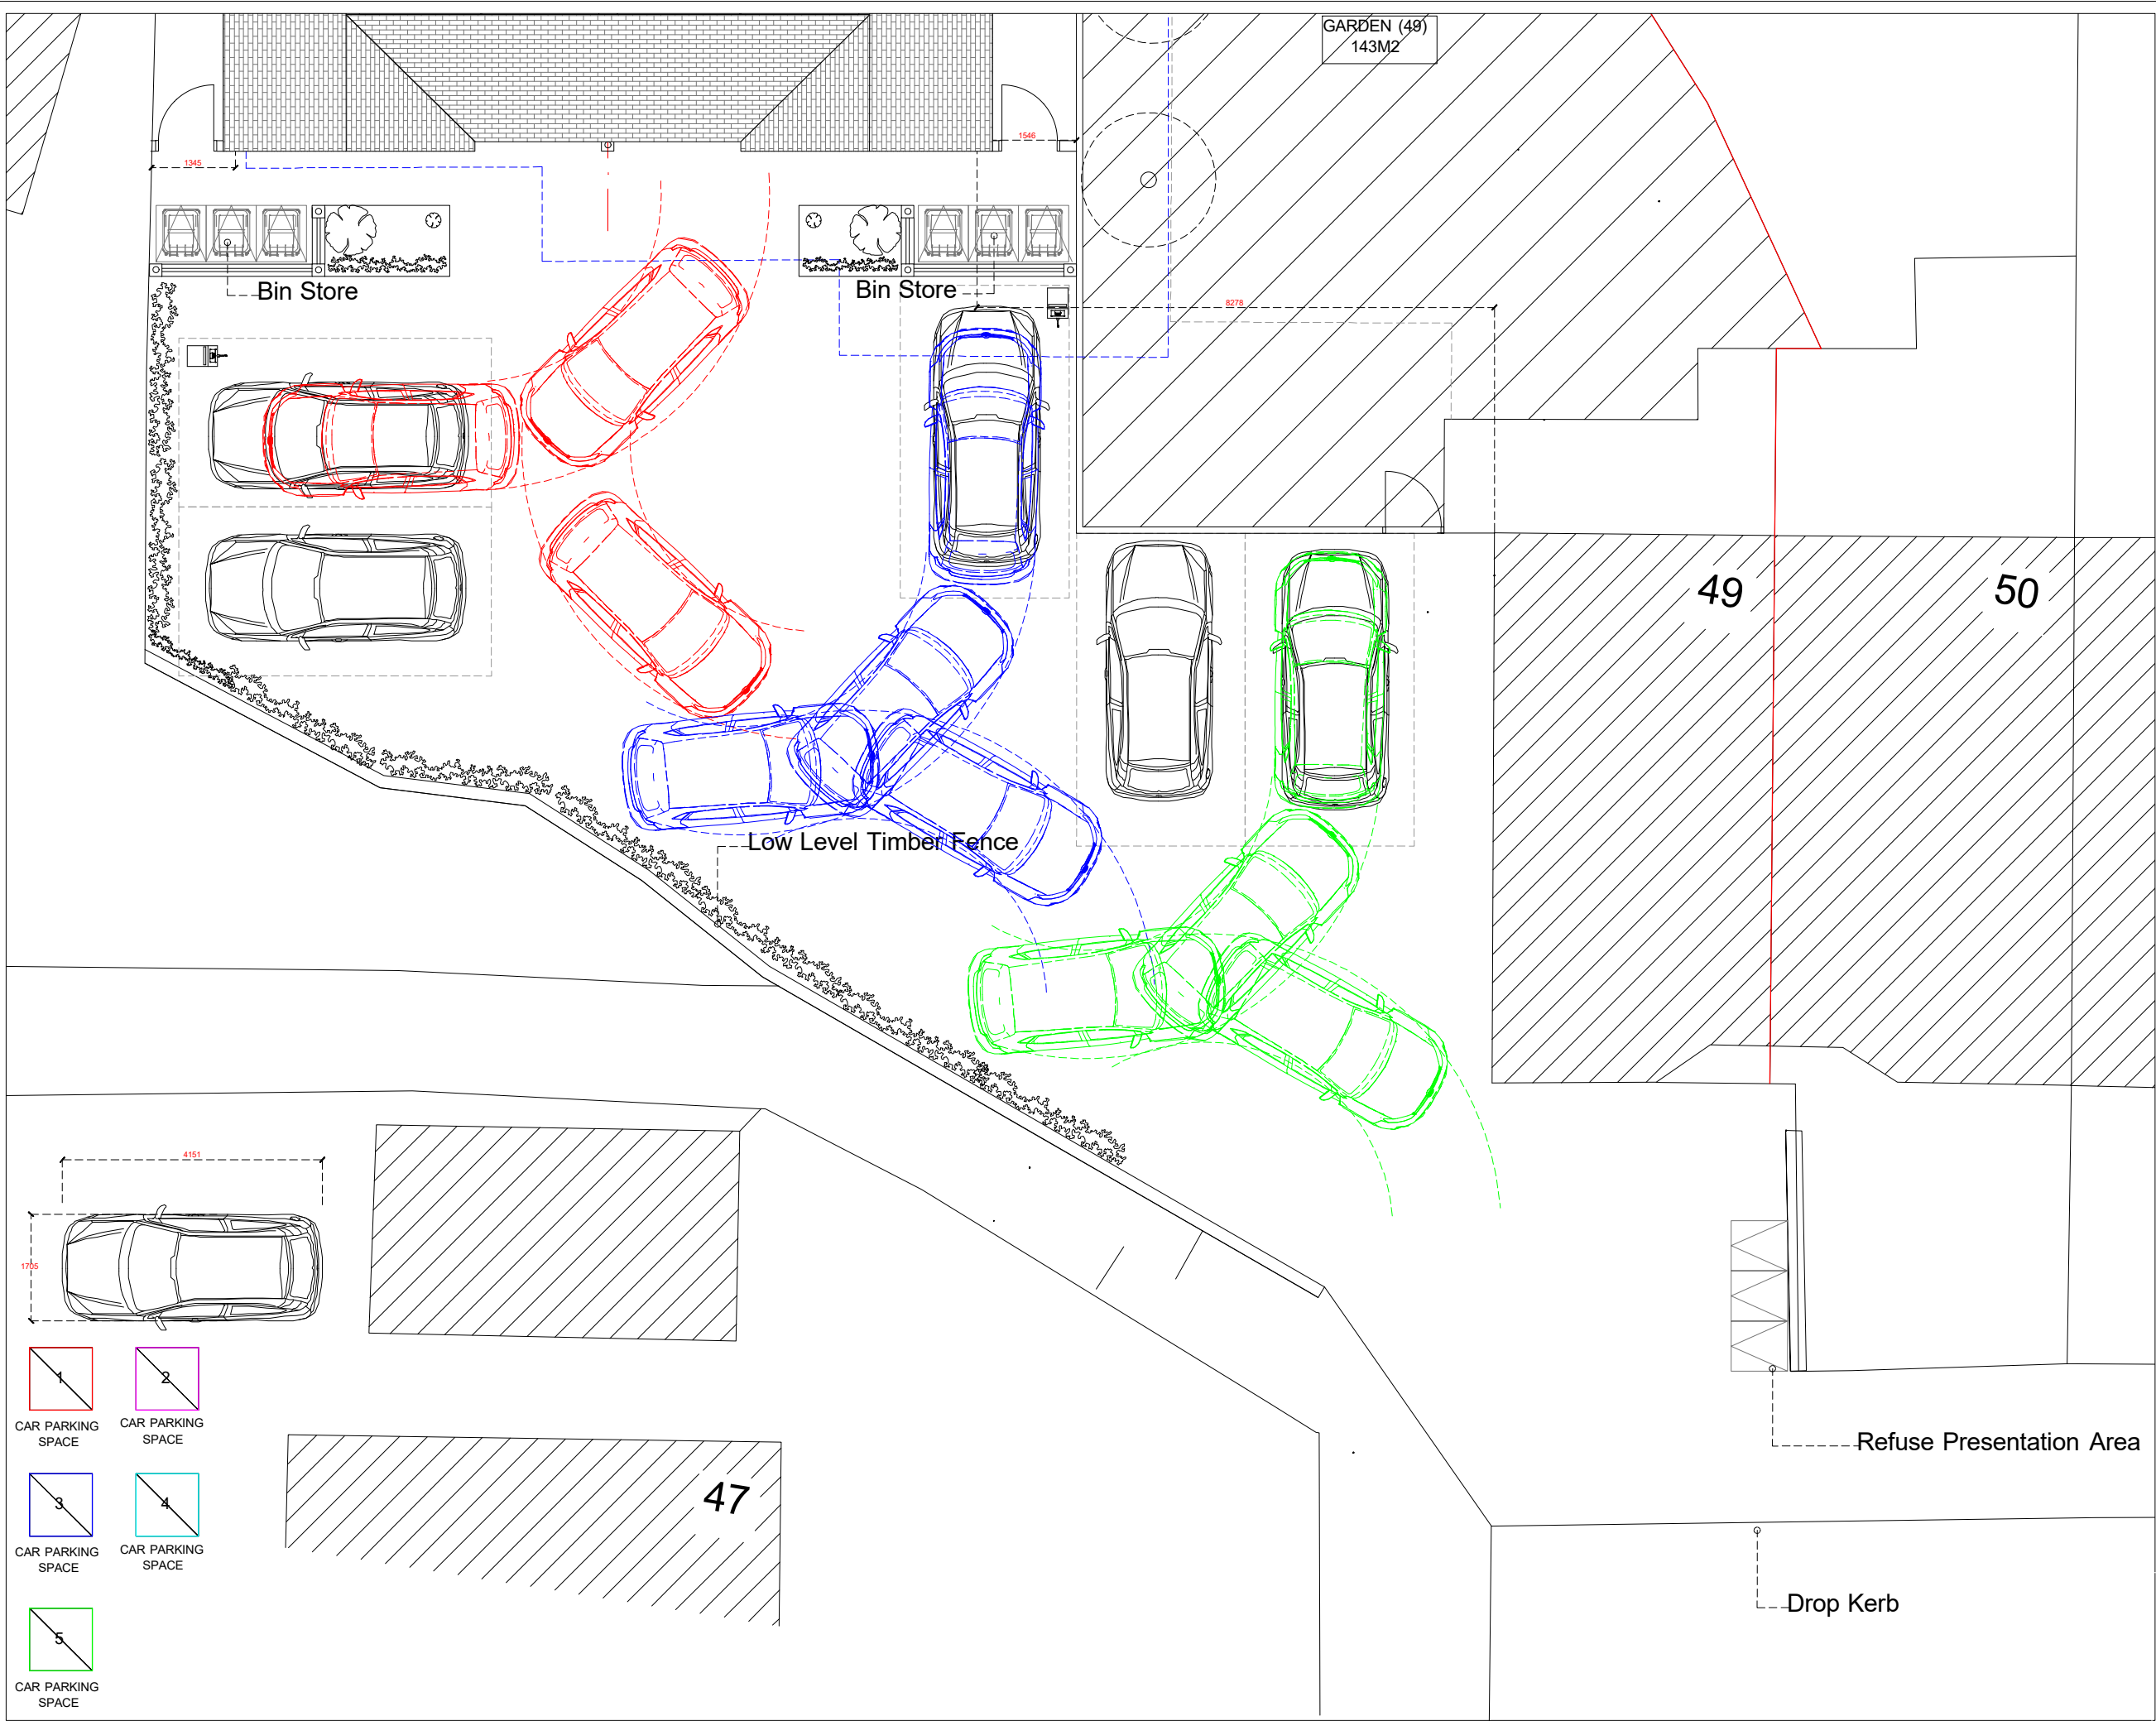 GARDEN (49)
143M2
1345
1546
Bin Store
Bin Store
8278
49
50
Low Level Timber Fence
4151
1705
1
2
CAR PARKING
SPACE
CAR PARKING
SPACE
3
4
CAR PARKING
SPACE
CAR PARKING
SPACE
5
CAR PARKING
SPACE
47
Refuse Presentation Area
Drop Kerb